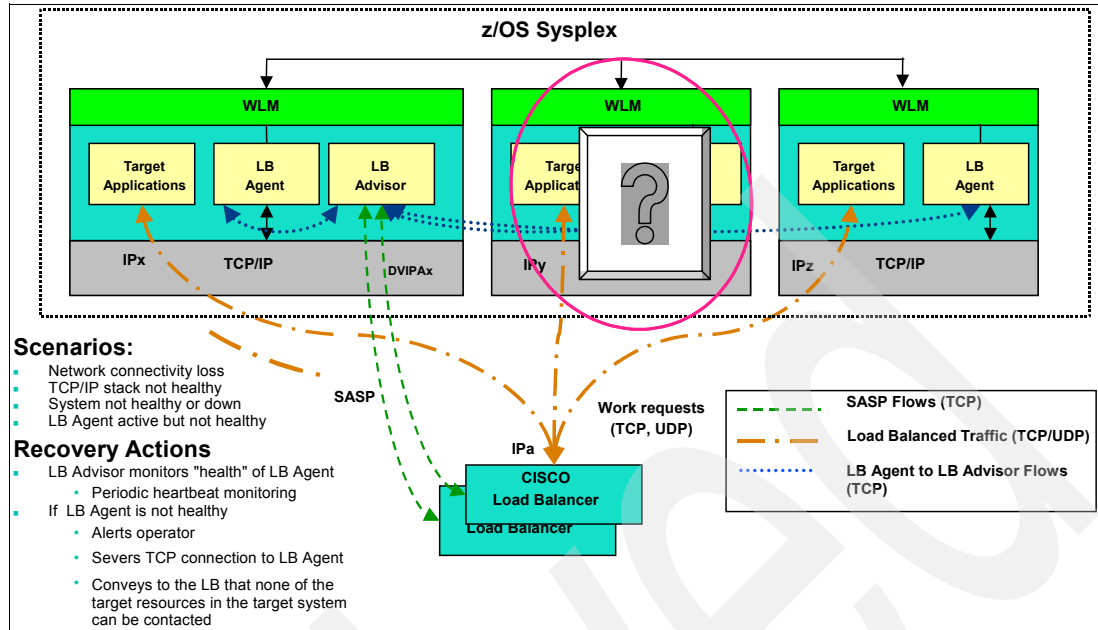 z/OS Sysplex
WLM
WLM
WLM
Target
Applications
LB
Agent
LB
Advisor
Target
Applications
LB
Agent
?
IPx
TCP/IP
DVIPAx
IPy
IPz
TCP/IP
Scenarios:
Network connectivity loss
TCP/IP stack not healthy
System not healthy or down
LB Agent active but not healthy
Recovery Actions
LB Advisor monitors "health" of LB Agent
Periodic heartbeat monitoring
If LB Agent is not healthy
Alerts operator
Severs TCP connection to LB Agent
Conveys to the LB that none of the
target resources in the target system
can be contacted
SASP
Work requests
(TCP, UDP)
IPa
CISCO
Load Balancer
Load Balancer
SASP Flows (TCP)
Load Balanced Traffic (TCP/UDP)
LB Agent to LB Advisor Flows
(TCP)